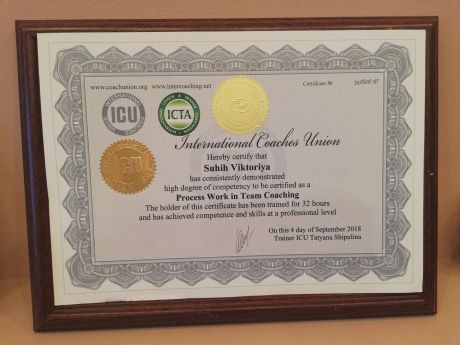 www.coachunion.org www.intercoaching.net
Certificate №
ICU
ICTA
International Coaches Union
ICU
Hereby certify that
Suhih Viktoriya
has consistently demonstrated
high degree of competency to be certified as a
Process Work in Team Coaching
The holder of this certificate has been trained for 32 hours
and has achieved competence and skills at a professional level
On this 4 day of September 2018
Trainer ICU Tatyana Shipulina